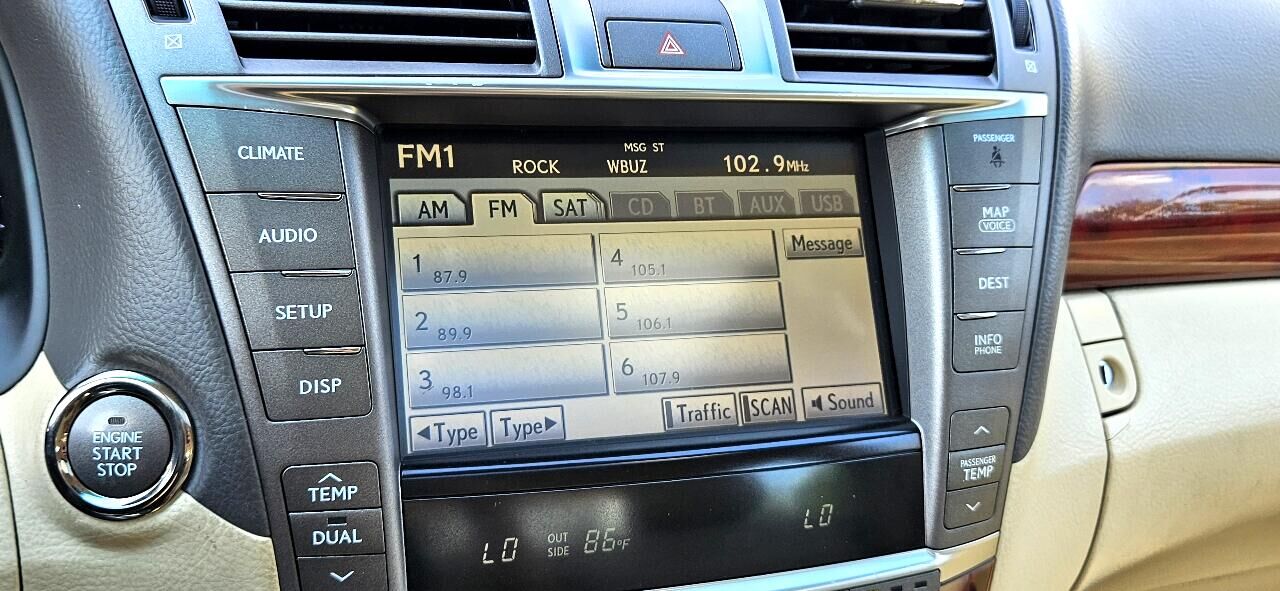 FM1
MSG ST
ROCK WBUZ 102.9MHz
AM FM SAT CD BT AUX USB
1 87.9
4 105.1
Message
2 89.9
5 106.1
3 98.1
6 107.9
◀Type Type▶ Traffic SCAN Sound
CLIMATE
AUDIO
SETUP
DISP
ENGINE
START
STOP
TEMP
DUAL
LO OUT SIDE 86°F LO
PASSENGER
MAP
VOICE
DEST
INFO
PHONE
PASSENGER
TEMP